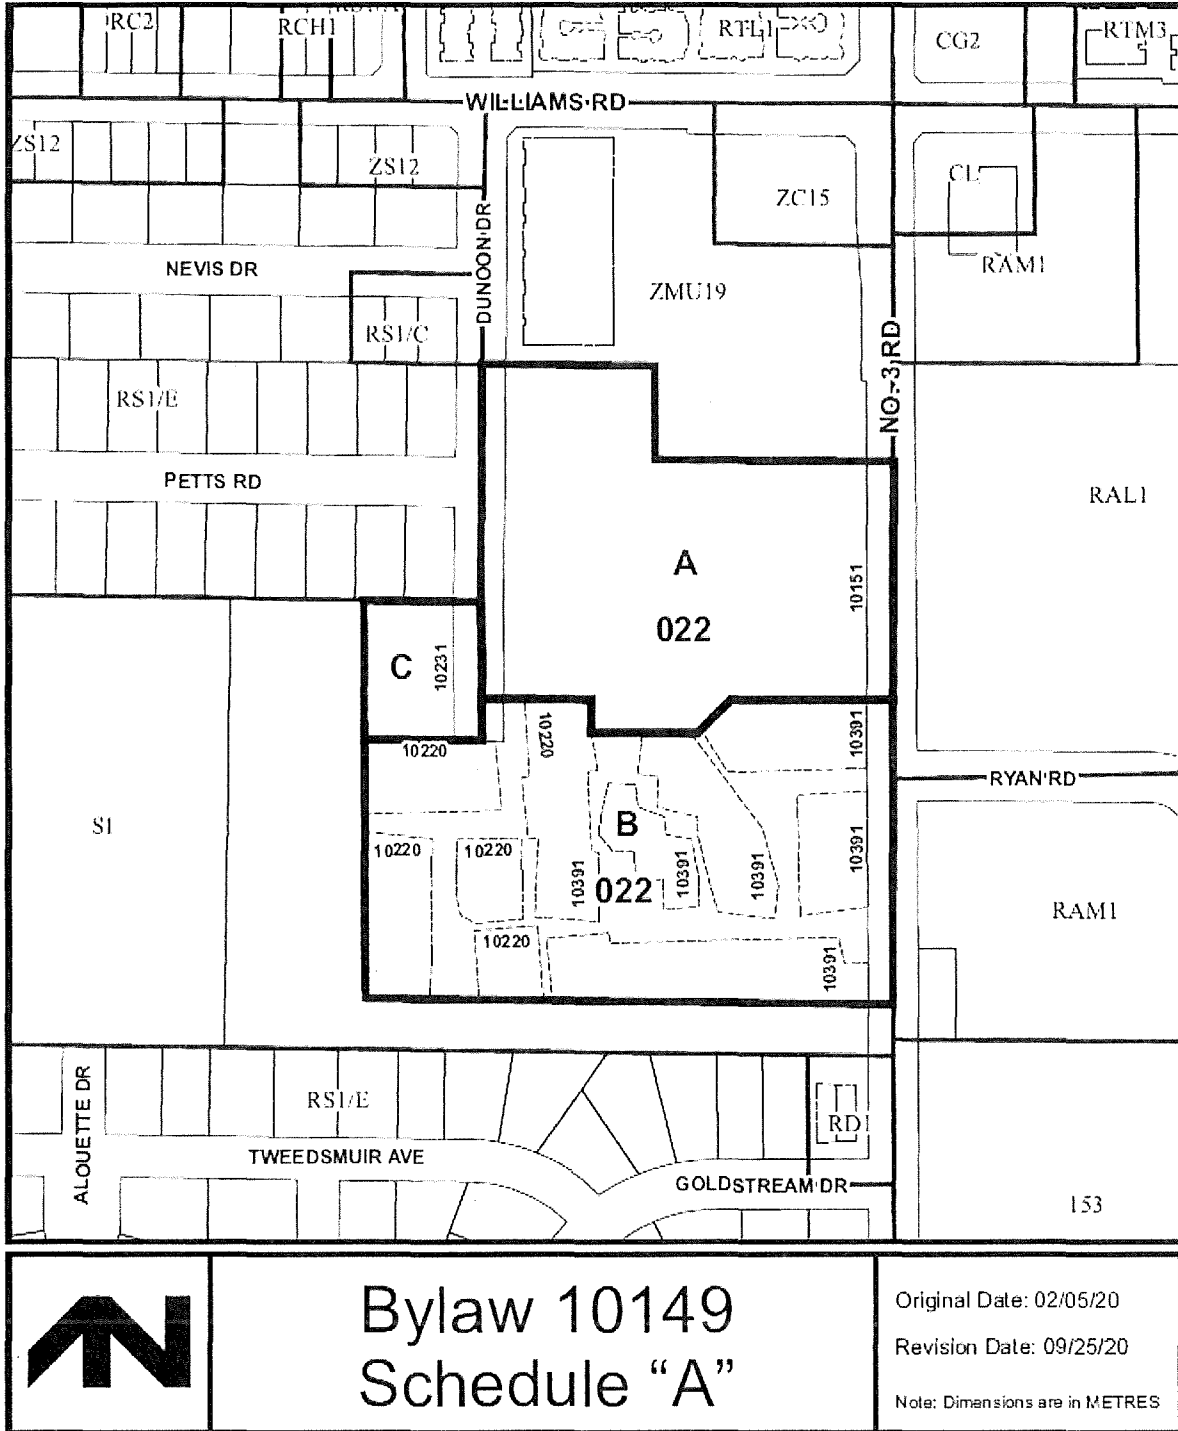 RC2
RCH1
RTL1
CG2
RTM3
WILLIAMS RD
ZS12
ZS12
ZC15
CL
NEVIS DR
DUNOON DR
RAM1
ZMU19
RS1/C
NO. 3 RD
RS1/E
PETTS RD
RAL1
A
022
10151
C
10231
10220
10220
10391
RYAN RD
S1
B
022
10220
10220
10391
10391
10391
10391
RAM1
10220
10391
ALOUETTE DR
RS1/E
RD1
TWEEDSMUIR AVE
GOLDSTREAM DR
153
Bylaw 10149
Schedule “A”
Original Date: 02/05/20
Revision Date: 09/25/20
Note: Dimensions are in METRES